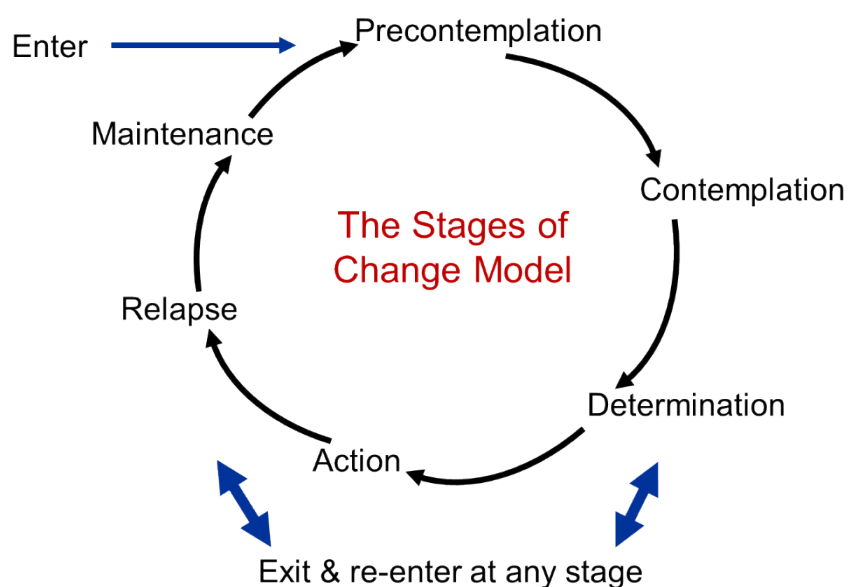 Enter
Precontemplation
Maintenance
Contemplation
The Stages of
Change Model
Relapse
Determination
Action
Exit & re-enter at any stage